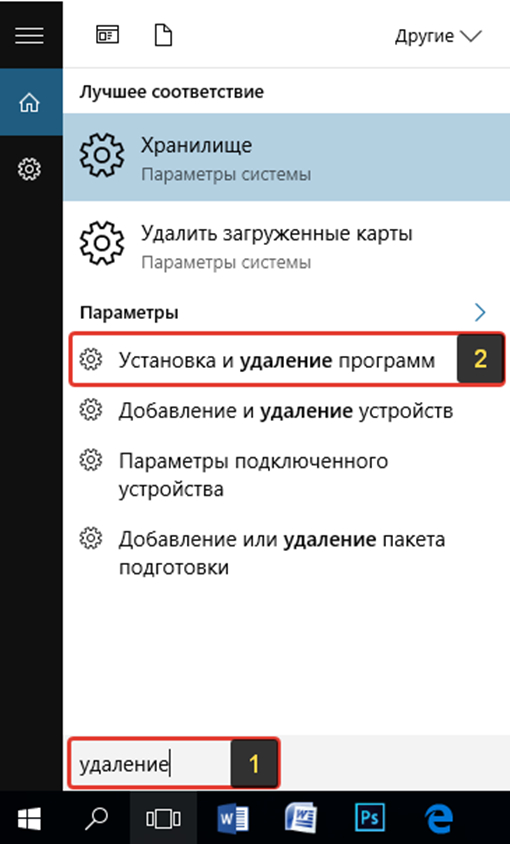 Другие
Лучшее соответствие
Хранилище
Параметры системы
Удалить загруженные карты
Параметры системы
Параметры
Установка и удаление программ
2
Добавление и удаление устройств
Параметры подключенного
устройства
Добавление или удаление пакета
подготовки
удаление
1
W
W
Ps
e